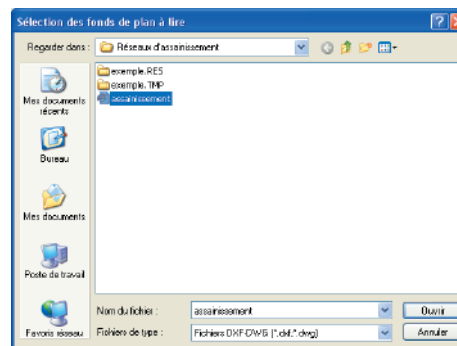 Sélection des fonds de plan à lire
Regarder dans :
Réseaux d'assainissement
exemple.RES
exemple.TMP
assainissement
Mes documents
récents
Bureau
Mes documents
Poste de travail
Favoris réseau
Nom du fichier :
assainissement
Ouvrir
Fichiers de type :
Fichiers DXF-DWG (*.dxf,*.dwg)
Annuler